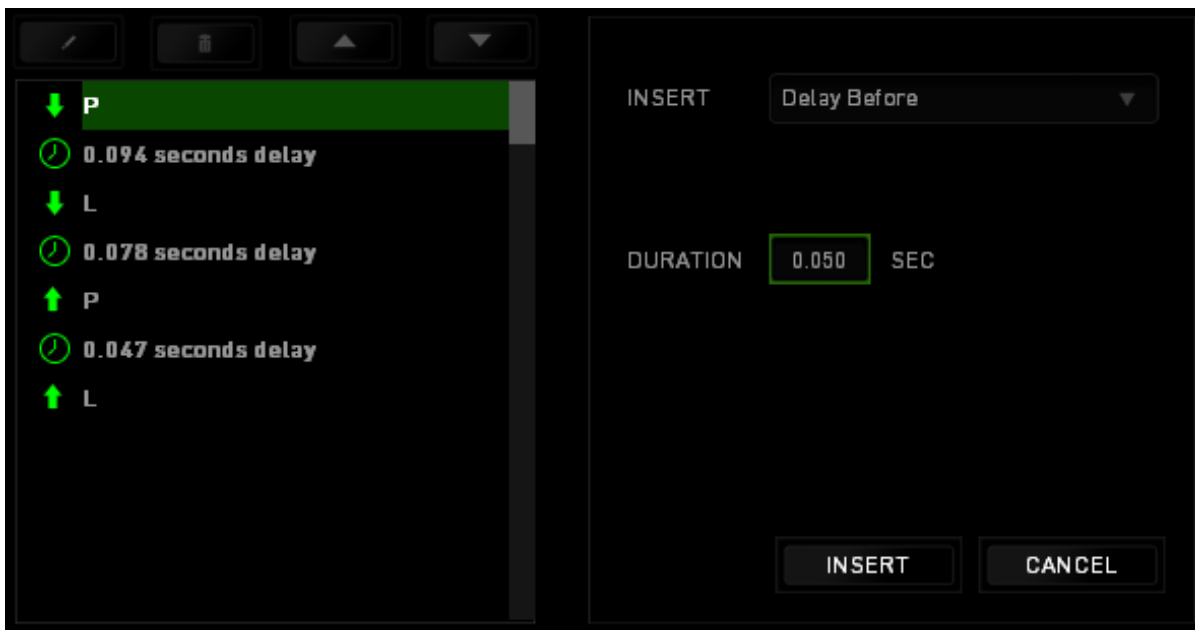 P
0.094 seconds delay
L
0.078 seconds delay
P
0.047 seconds delay
L
INSERT Delay Before
DURATION 0.050 SEC
INSERT CANCEL